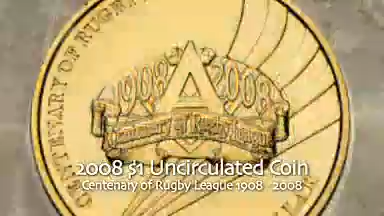 CENTENARY OF RUGBY
1908 2008
Centenary of Rugby League
2008 $1 Uncirculated Coin
Centenary of Rugby League 1908 2008